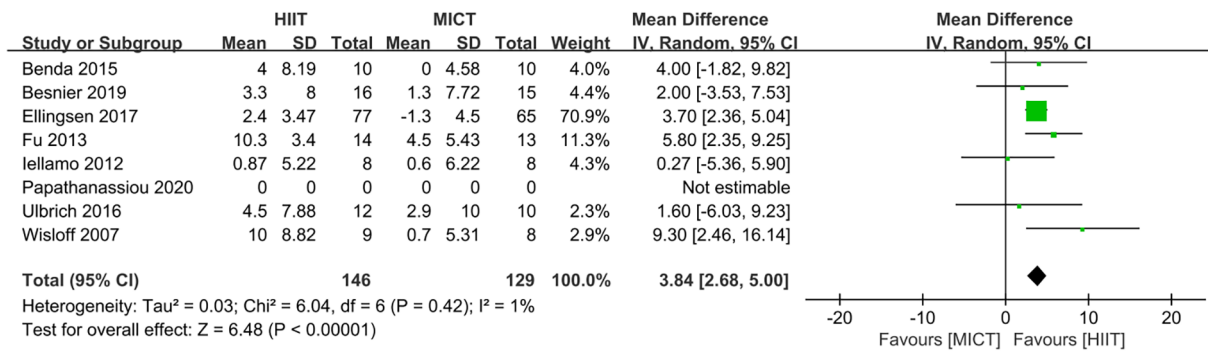 HIIT MICT Mean Difference Mean Difference
Study or Subgroup Mean SD Total Mean SD Total Weight IV, Random, 95% CI IV, Random, 95% CI
Benda 2015 4 8.19 10 0 4.58 10 4.0% 4.00 [-1.82, 9.82]
Besnier 2019 3.3 8 16 1.3 7.72 15 4.4% 2.00 [-3.53, 7.53]
Ellingsen 2017 2.4 3.47 77 -1.3 4.5 65 70.9% 3.70 [2.36, 5.04]
Fu 2013 10.3 3.4 14 4.5 5.43 13 11.3% 5.80 [2.35, 9.25]
Iellamo 2012 0.87 5.22 8 0.6 6.22 8 4.3% 0.27 [-5.36, 5.90]
Papathanassiou 2020 0 0 0 0 0 0 Not estimable
Ulbrich 2016 4.5 7.88 12 2.9 10 10 2.3% 1.60 [-6.03, 9.23]
Wisloff 2007 10 8.82 9 0.7 5.31 8 2.9% 9.30 [2.46, 16.14]
Total (95% CI) 146 129 100.0% 3.84 [2.68, 5.00]
Heterogeneity: Tau² = 0.03; Chi² = 6.04, df = 6 (P = 0.42); I² = 1%
Test for overall effect: Z = 6.48 (P < 0.00001)
-20 -10 0 10 20
Favours [MICT] Favours [HIIT]